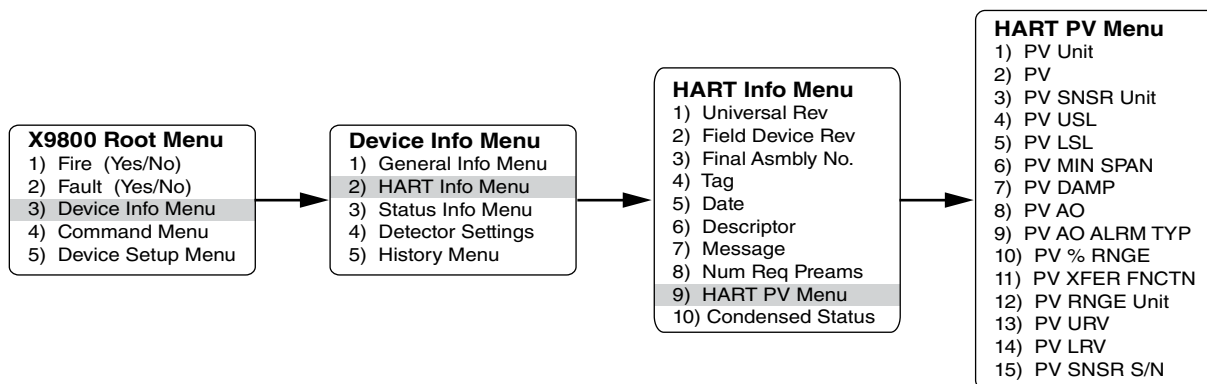 X9800 Root Menu
1) Fire (Yes/No)
2) Fault (Yes/No)
3) Device Info Menu
4) Command Menu
5) Device Setup Menu
Device Info Menu
1) General Info Menu
2) HART Info Menu
3) Status Info Menu
4) Detector Settings
5) History Menu
HART Info Menu
1) Universal Rev
2) Field Device Rev
3) Final Asmbly No.
4) Tag
5) Date
6) Descriptor
7) Message
8) Num Req Preams
9) HART PV Menu
10) Condensed Status
HART PV Menu
1) PV Unit
2) PV
3) PV SNSR Unit
4) PV USL
5) PV LSL
6) PV MIN SPAN
7) PV DAMP
8) PV AO
9) PV AO ALRM TYP
10) PV % RNGE
11) PV XFER FNCTN
12) PV RNGE Unit
13) PV URV
14) PV LRV
15) PV SNSR S/N